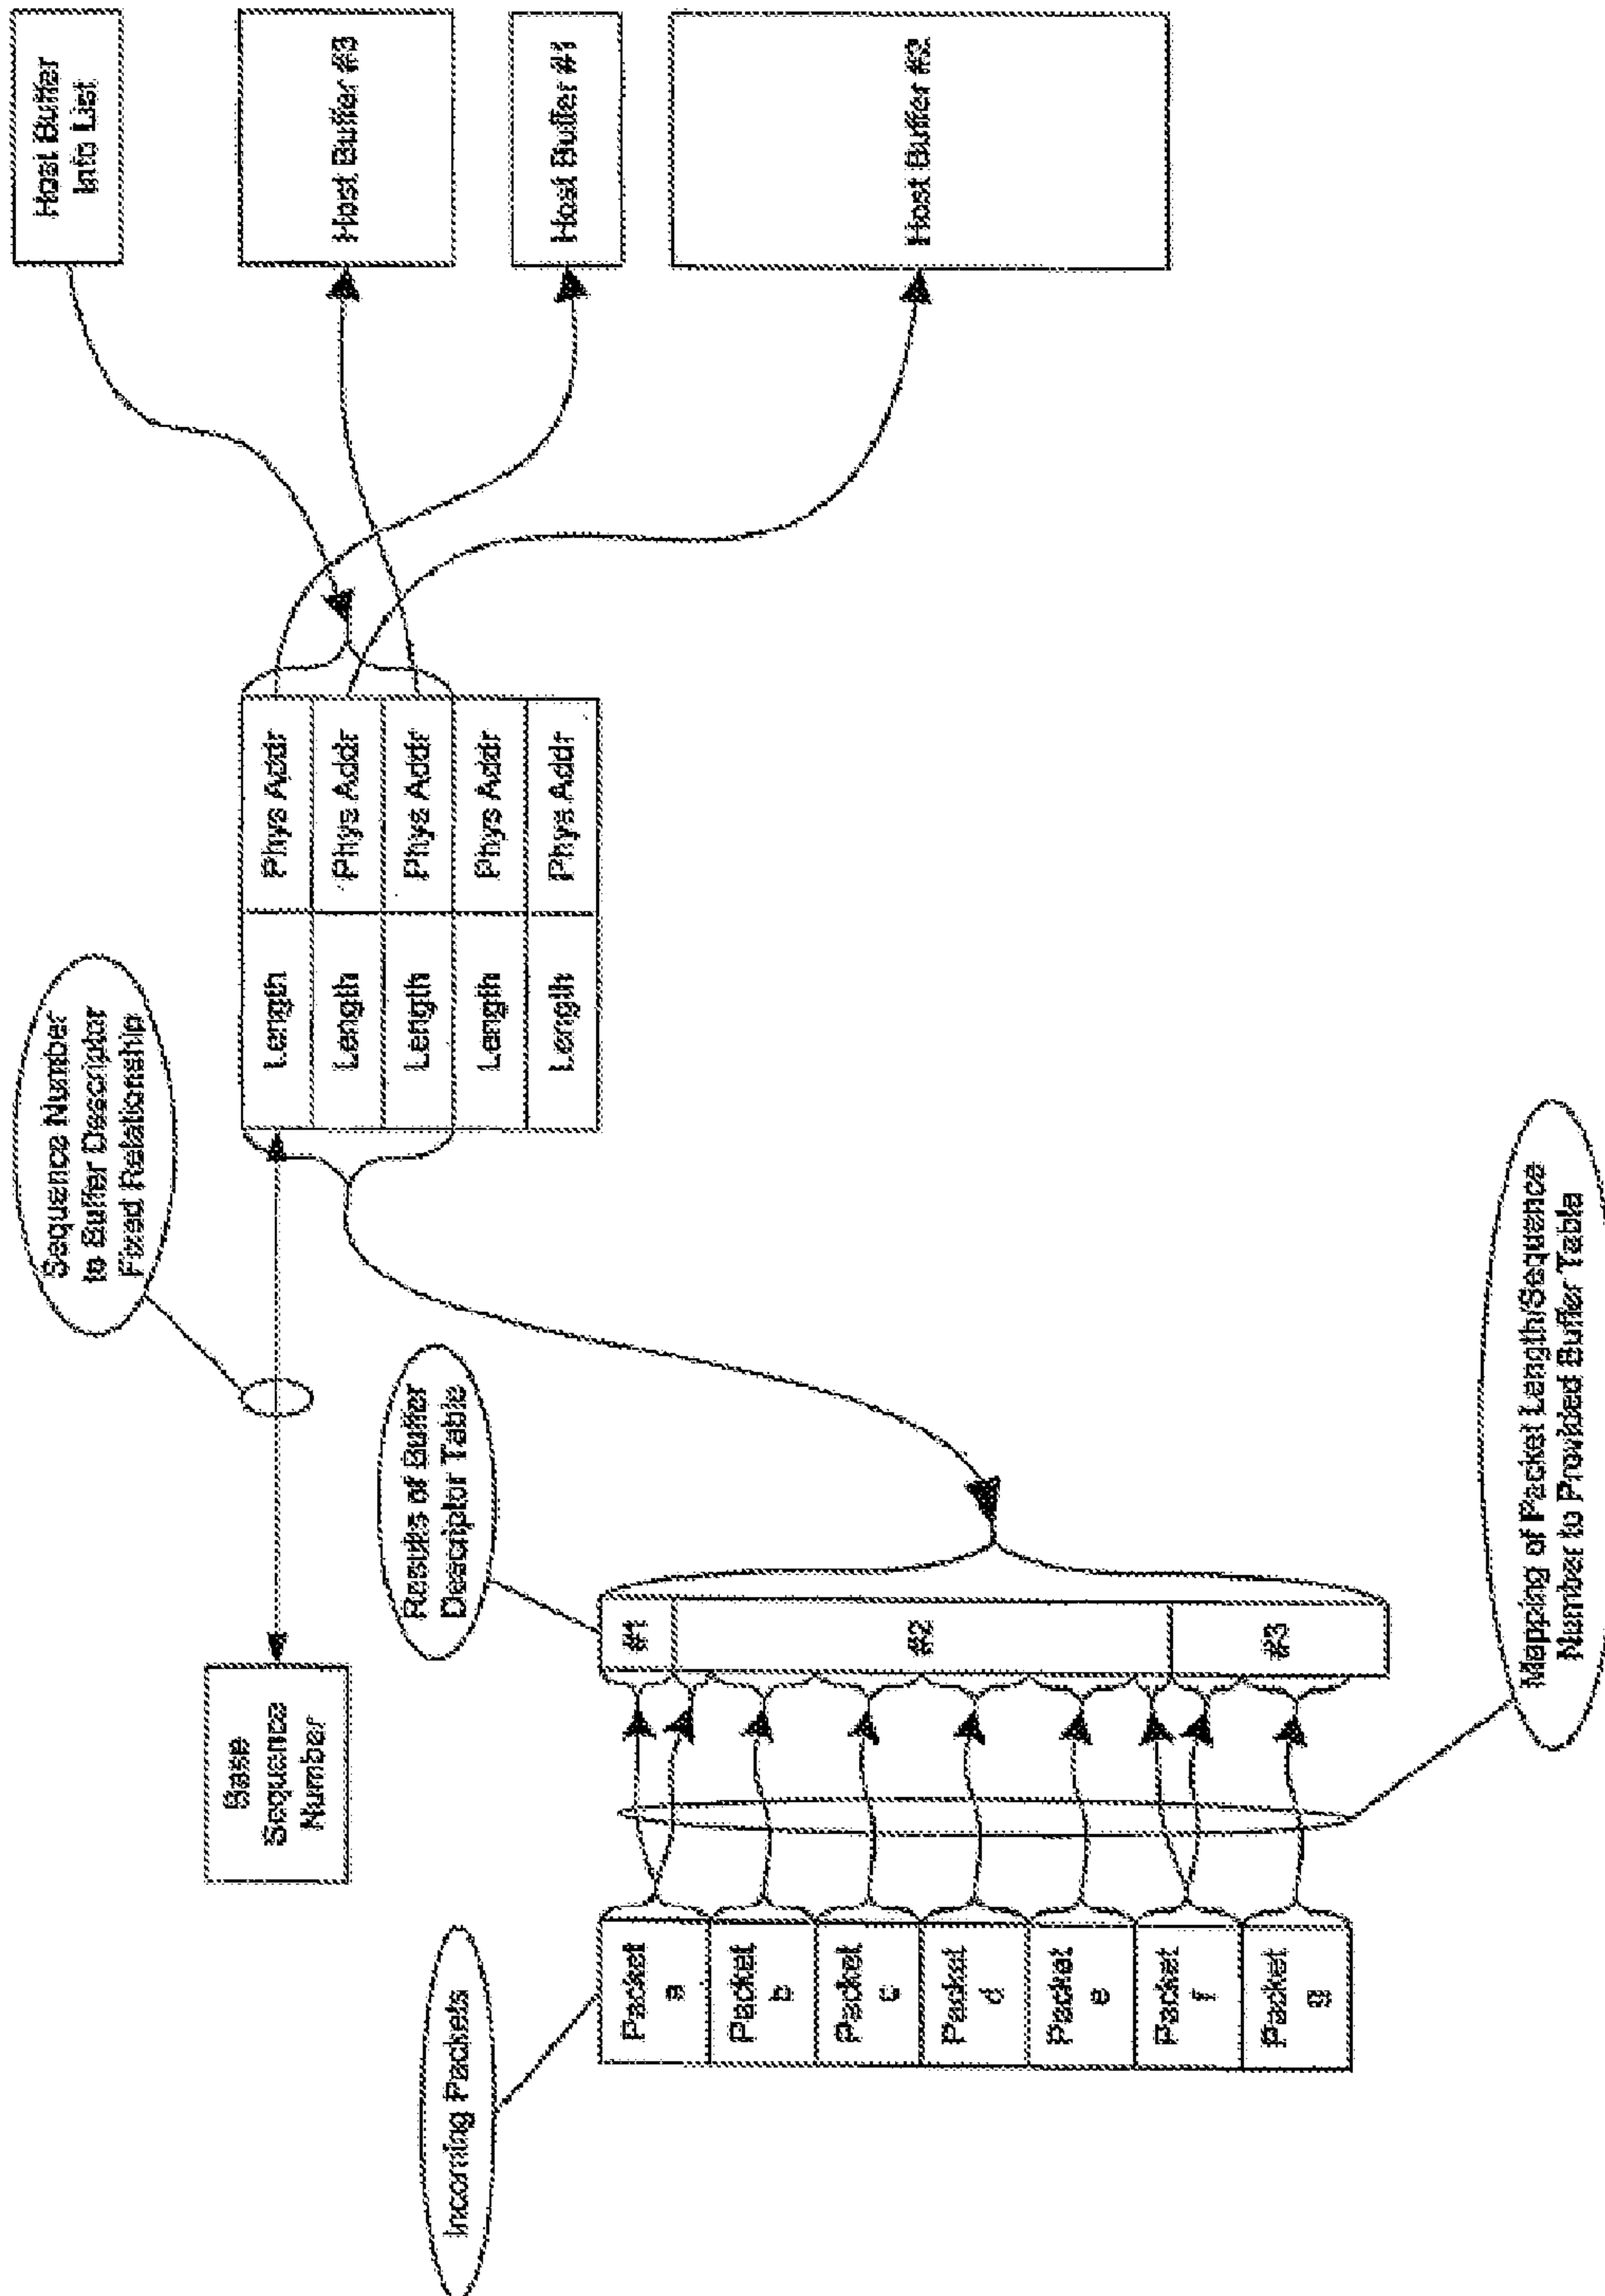 Incoming Packets
Packet
a
Packet
b
Packet
c
Packet
d
Packet
e
Packet
f
Packet
g
Base
Sequence
Number
Results of Buffer
Descriptor Table
#1
#2
#3
Mapping of Packet Length/Sequence
Number to Provided Buffer Table
Sequence Number
to Buffer Descriptor
Fixed Relationship
Length Phys Addr
Length Phys Addr
Length Phys Addr
Length Phys Addr
Length Phys Addr
Host Buffer
Info List
Host Buffer #3
Host Buffer #1
Host Buffer #2